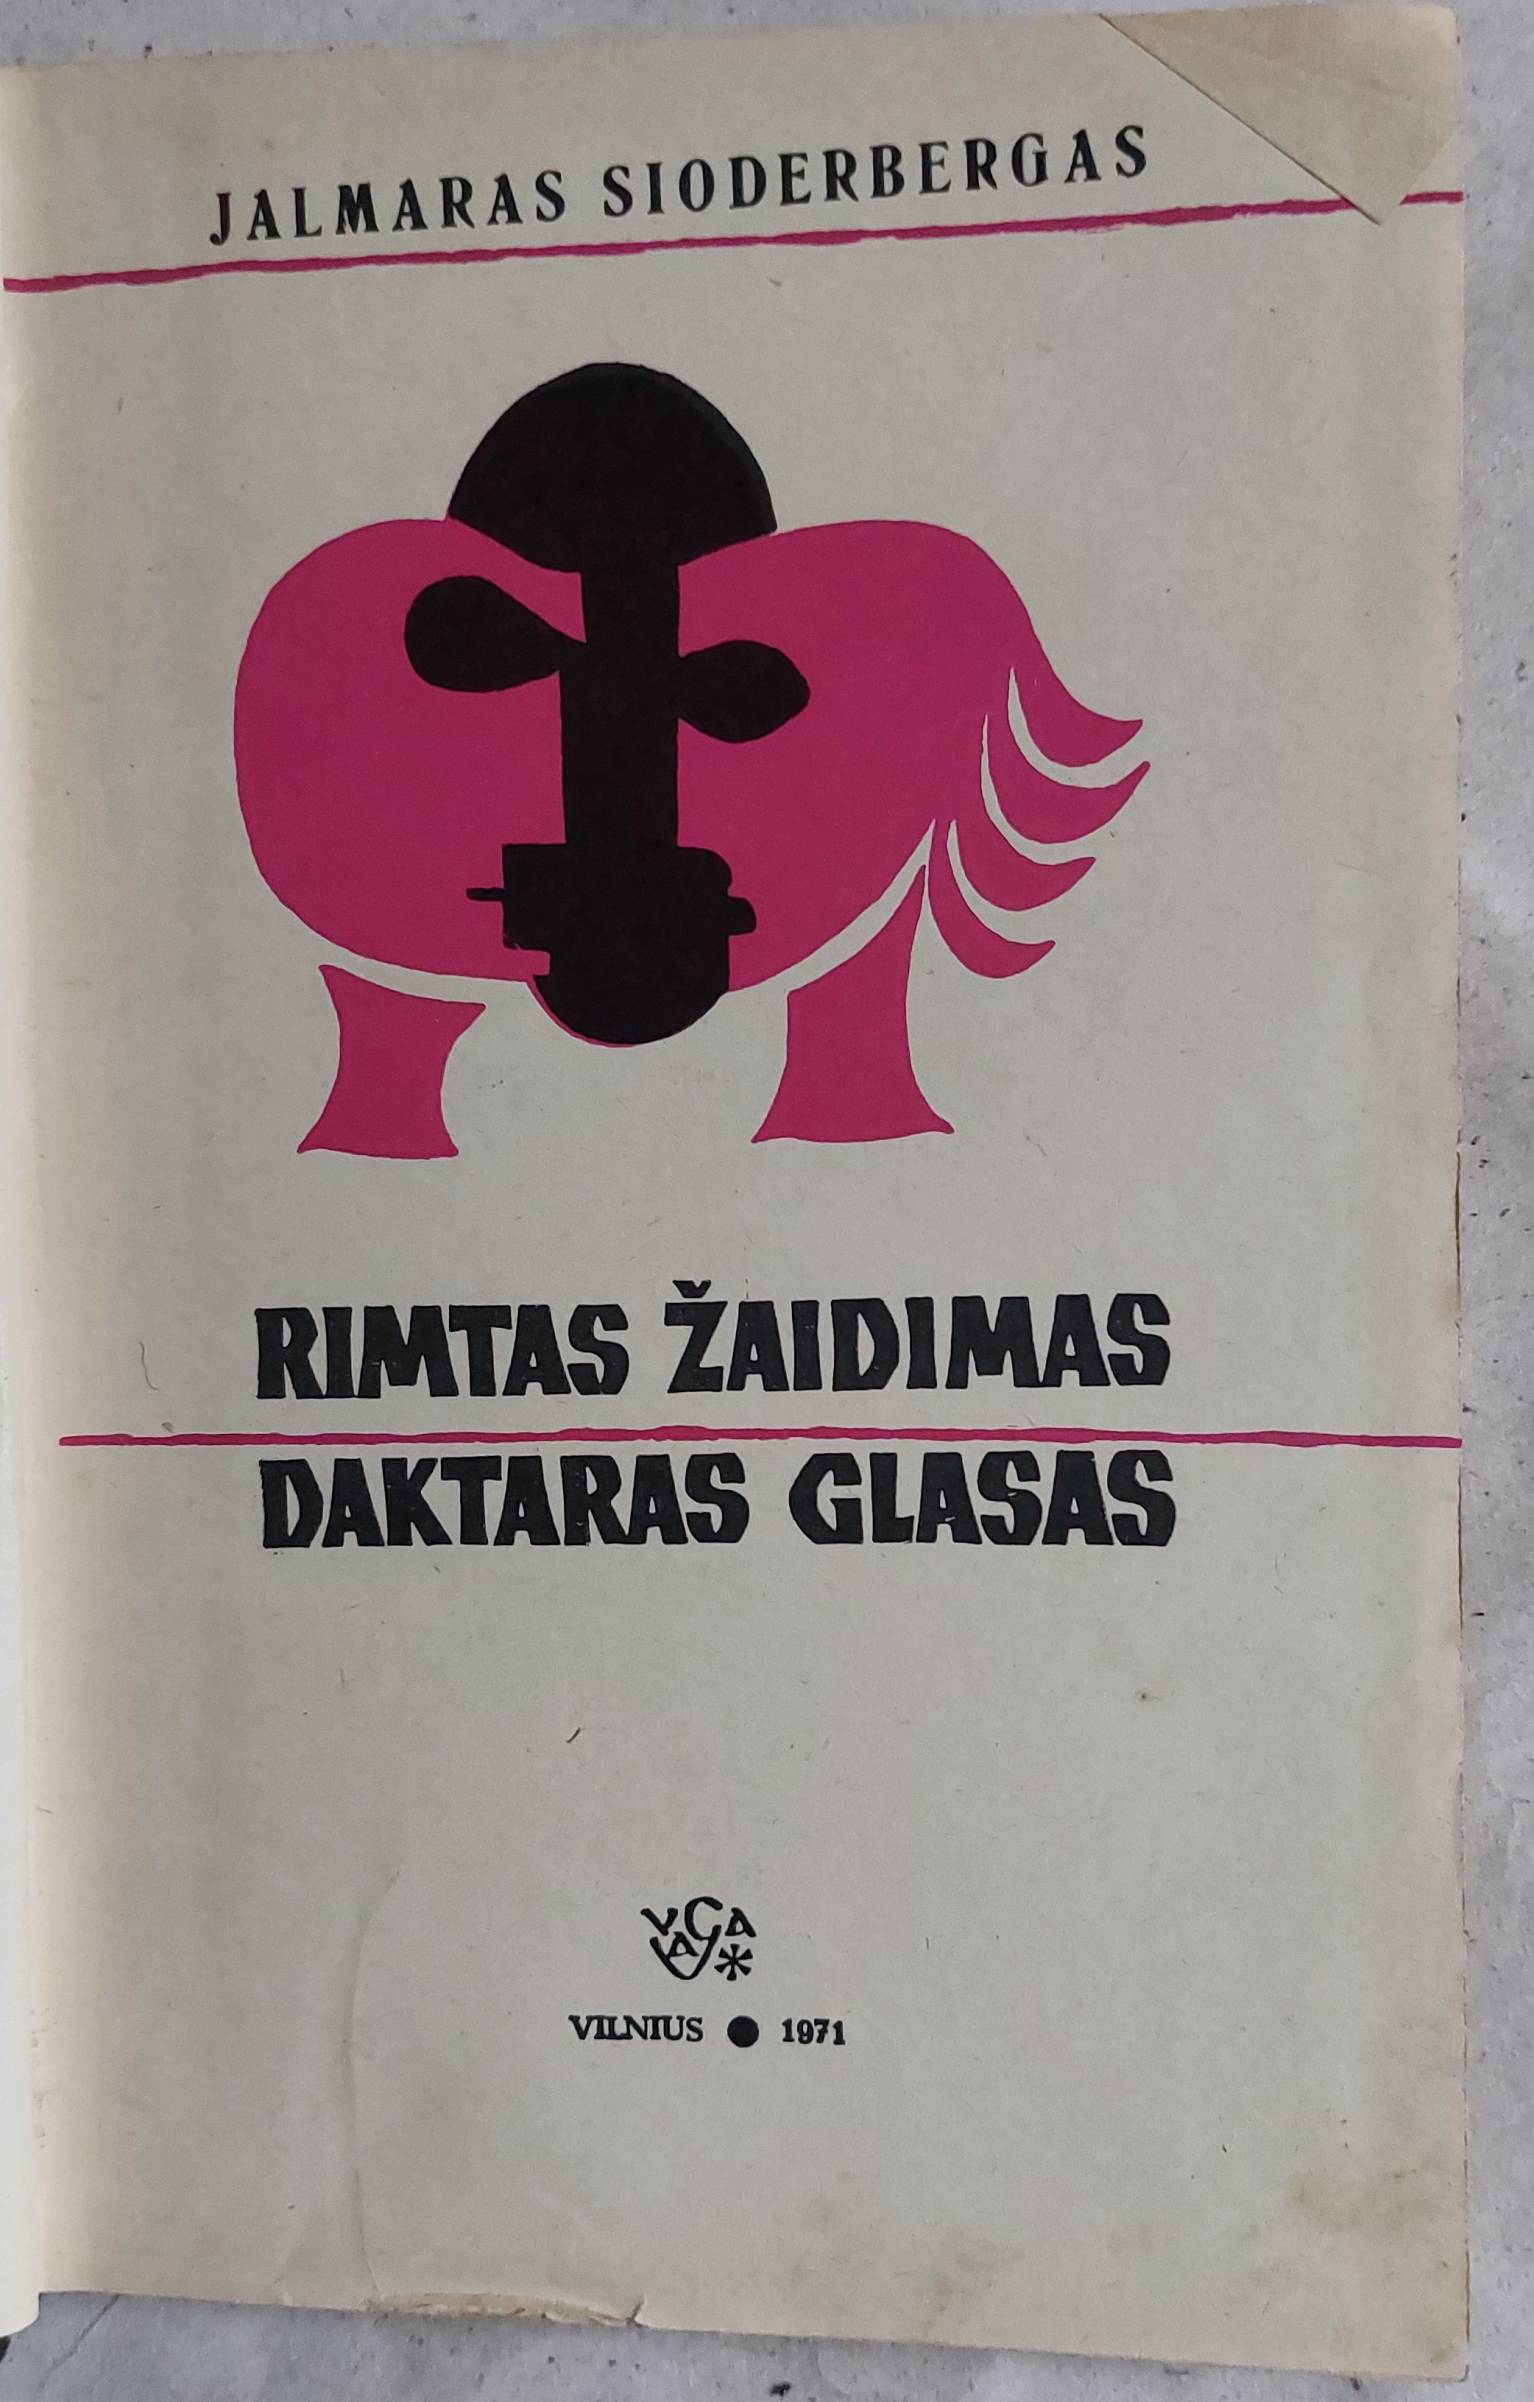 JALMARAS SIODERBERGAS
RIMTAS ŽAIDIMAS
DAKTARAS GLASAS
VAGA
VILNIUS ● 1971